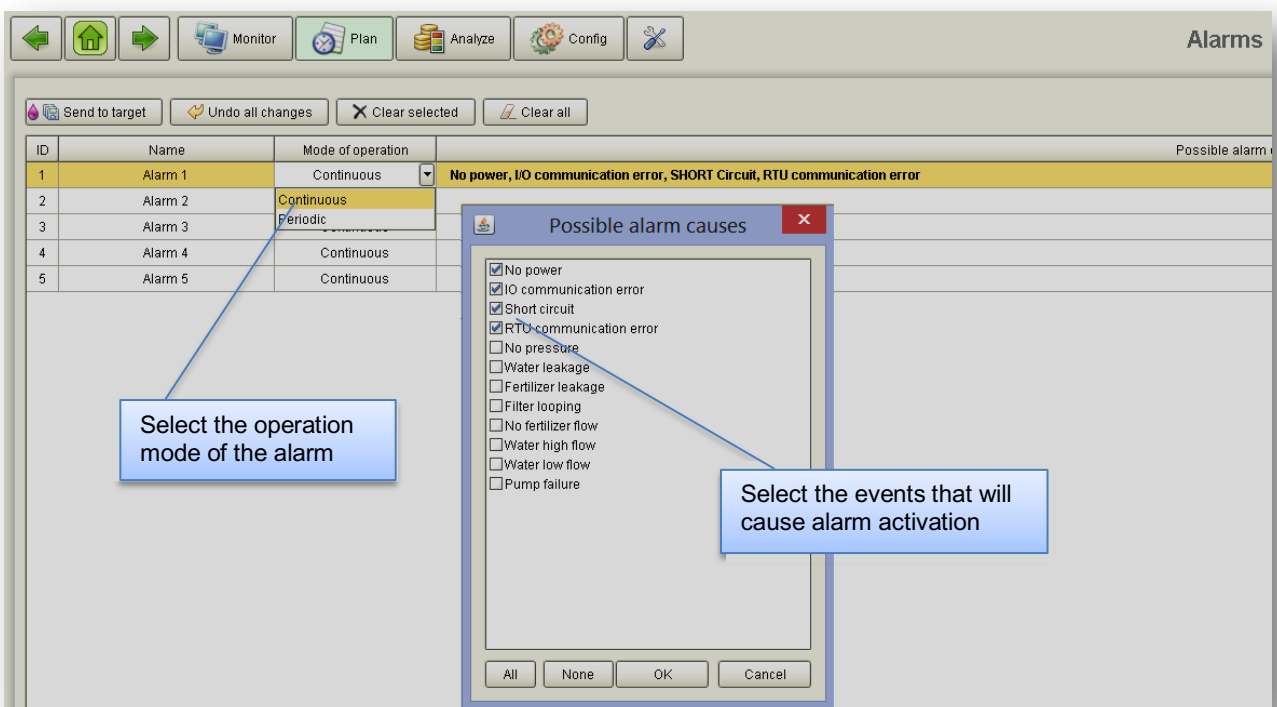 Monitor Plan Analyze Config Alarms
Send to target Undo all changes Clear selected Clear all
ID Name Mode of operation Possible alarm
1 Alarm 1 Continuous No power, I/O communication error, SHORT Circuit, RTU communication error
2 Alarm 2 Continuous
3 Alarm 3 Periodic
4 Alarm 4 Continuous
5 Alarm 5 Continuous
Possible alarm causes
No power
IO communication error
Short circuit
RTU communication error
No pressure
Water leakage
Fertilizer leakage
Filter looping
No fertilizer flow
Water high flow
Water low flow
Pump failure
All None OK Cancel
Select the operation
mode of the alarm
Select the events that will
cause alarm activation